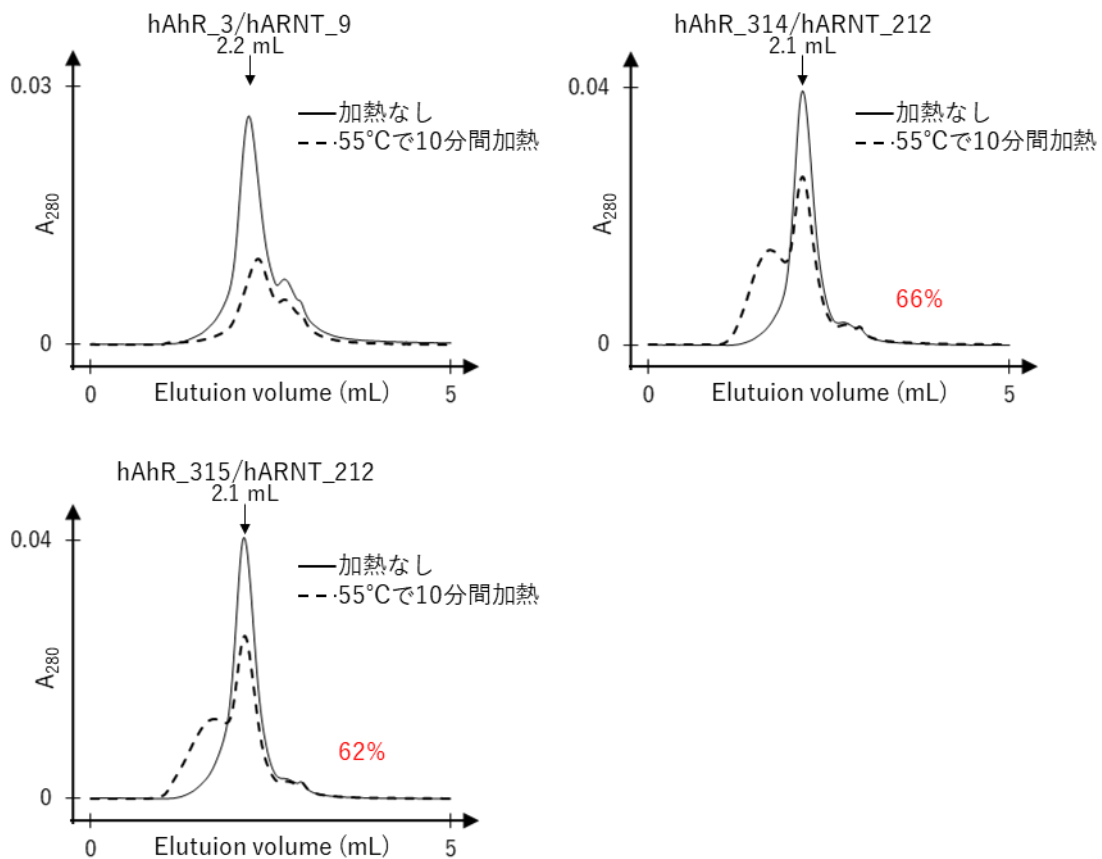 hAhR_3/hARNT_9
2.2 mL
0.03
加熱なし
55℃で10分間加熱
A280
0
0
Elutuion volume (mL)
5
hAhR_314/hARNT_212
2.1 mL
0.04
加熱なし
55℃で10分間加熱
A280
66%
0
0
Elutuion volume (mL)
5
hAhR_315/hARNT_212
2.1 mL
0.04
加熱なし
55℃で10分間加熱
A280
62%
0
0
Elutuion volume (mL)
5